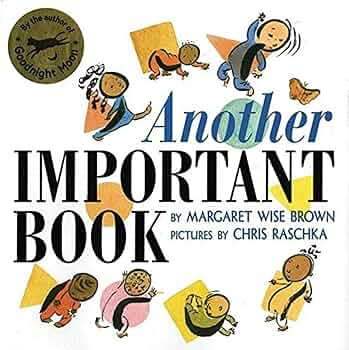 By the author of
Goodnight Moon
Another
IMPORTANT
BOOK
BY MARGARET WISE BROWN
PICTURES BY CHRIS RASCHKA